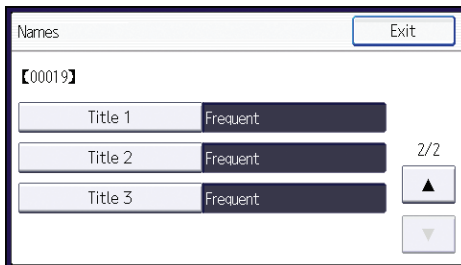 Names Exit
【00019】
Title 1 Frequent
Title 2 Frequent
2/2
Title 3 Frequent
▲
▼